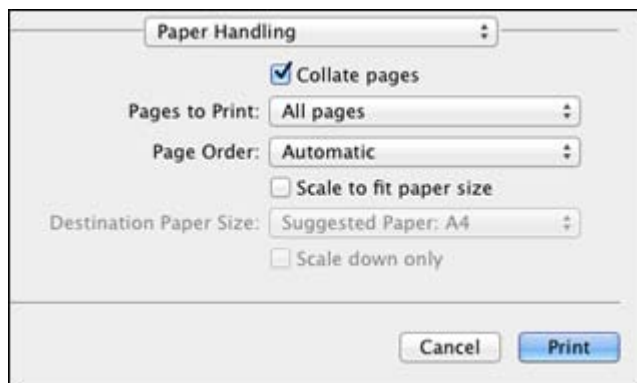 Paper Handling
Collate pages
Pages to Print: All pages
Page Order: Automatic
Scale to fit paper size
Destination Paper Size: Suggested Paper: A4
Scale down only
Cancel Print